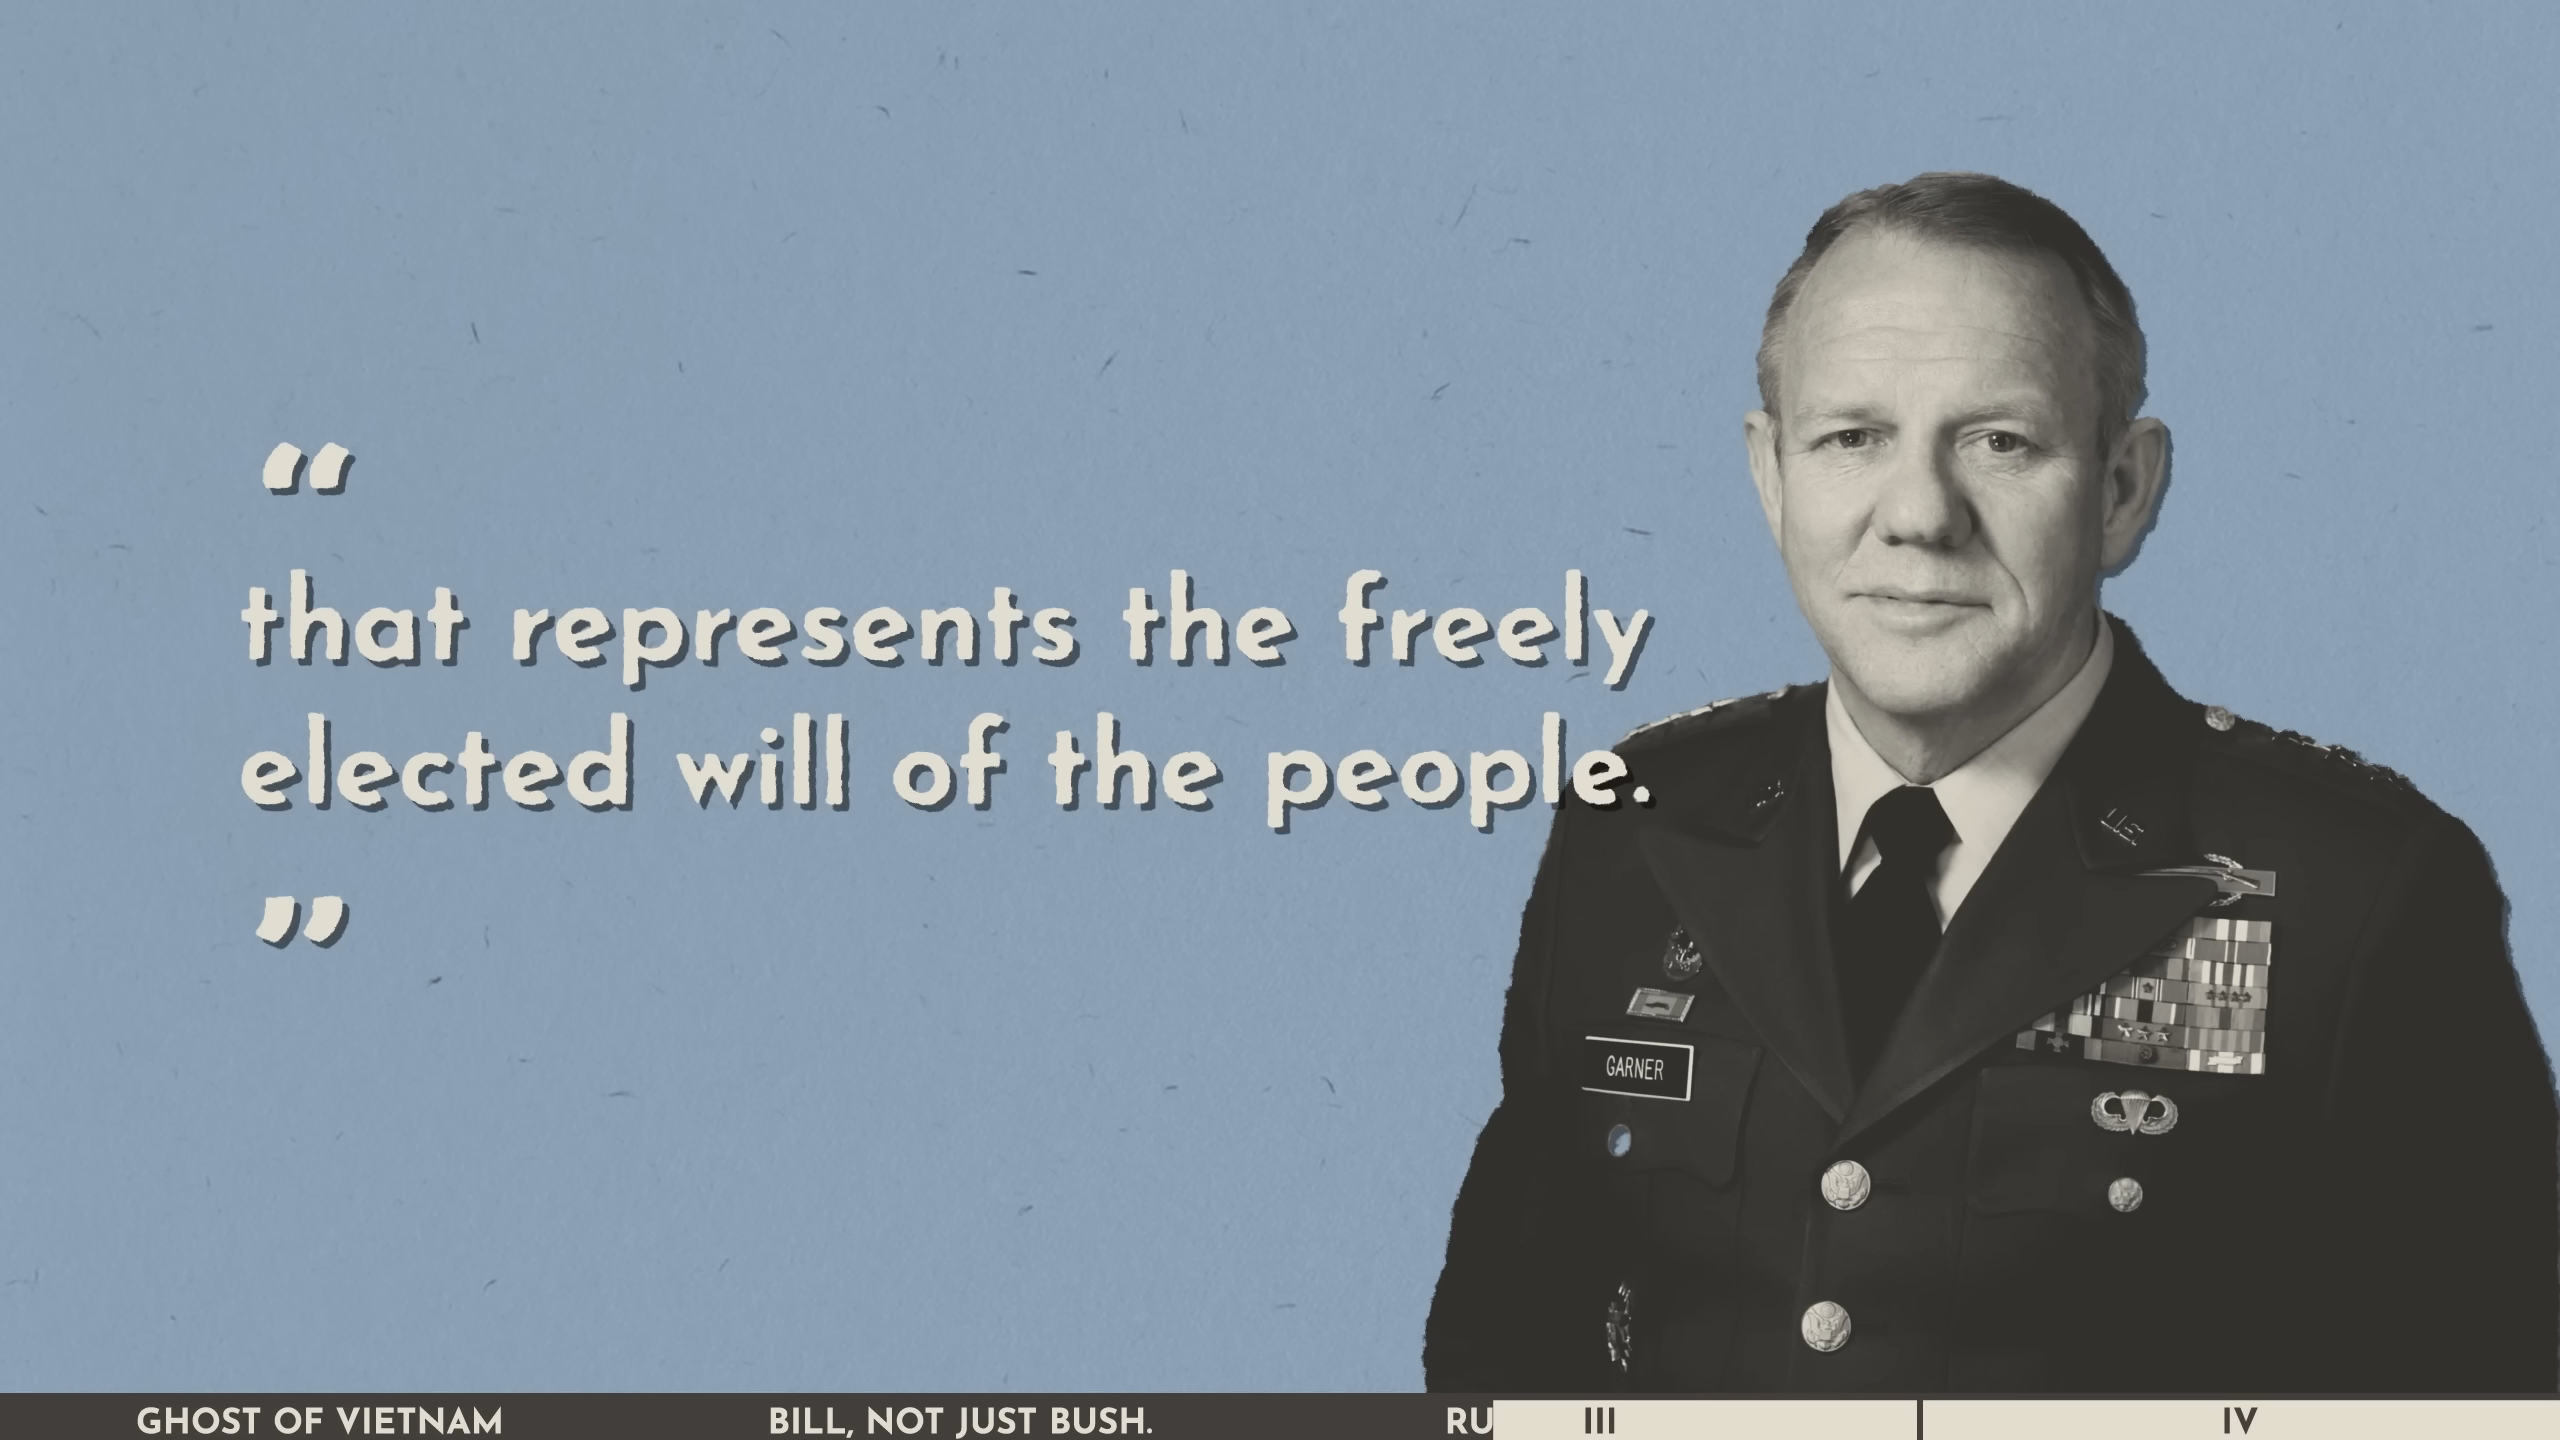 “
that represents the freely
elected will of the people.
”
GARNER
GHOST OF VIETNAM
BILL, NOT JUST BUSH.
RU
III
IV